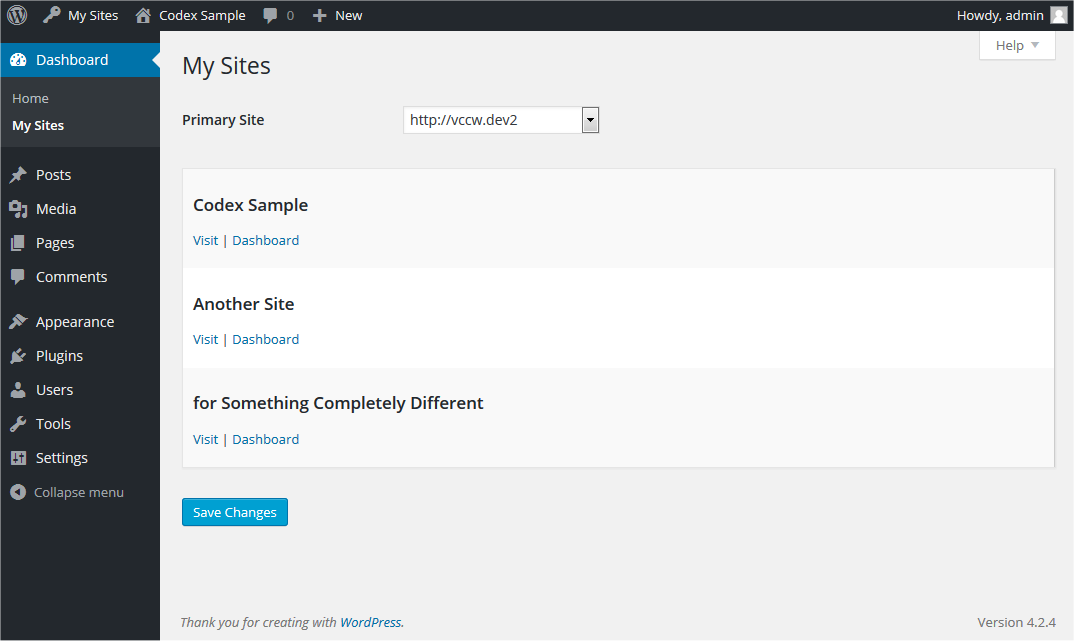 My Sites Codex Sample 0 New Howdy, admin
Help
Dashboard
Home
My Sites
Posts
Media
Pages
Comments
Appearance
Plugins
Users
Tools
Settings
Collapse menu
My Sites
Primary Site http://vccw.dev2
Codex Sample
Visit | Dashboard
Another Site
Visit | Dashboard
for Something Completely Different
Visit | Dashboard
Save Changes
Thank you for creating with WordPress. Version 4.2.4